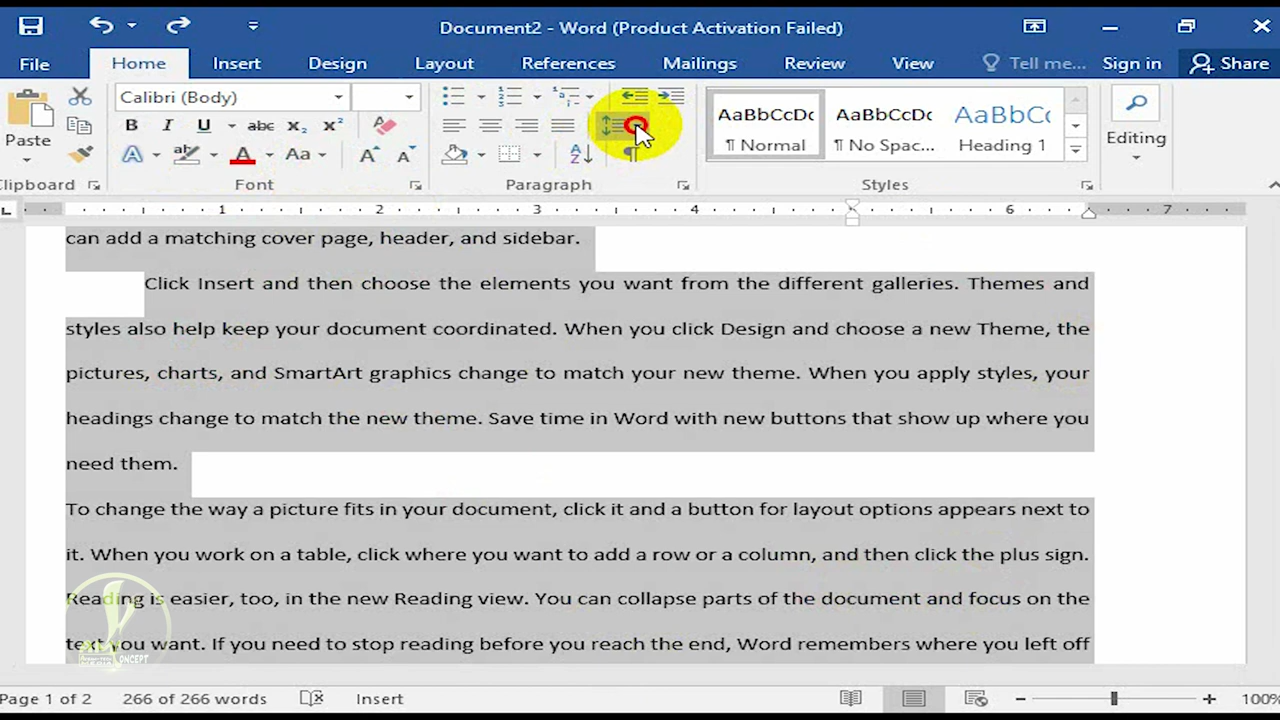 Document2 - Word (Product Activation Failed)
File Home Insert Design Layout References Mailings Review View Tell me... Sign in Share
Paste
Calibri (Body)
B I U abc X₂ X²
A ab A Aa A A
A Z
AaBbCcDc AaBbCcDc AaBbCc
¶ Normal ¶ No Spac... Heading 1
Editing
Clipboard Font Paragraph Styles
1 2 3 4 6 7
can add a matching cover page, header, and sidebar.
Click Insert and then choose the elements you want from the different galleries. Themes and
styles also help keep your document coordinated. When you click Design and choose a new Theme, the
pictures, charts, and SmartArt graphics change to match your new theme. When you apply styles, your
headings change to match the new theme. Save time in Word with new buttons that show up where you
need them.
To change the way a picture fits in your document, click it and a button for layout options appears next to
it. When you work on a table, click where you want to add a row or a column, and then click the plus sign.
Reading is easier, too, in the new Reading view. You can collapse parts of the document and focus on the
text you want. If you need to stop reading before you reach the end, Word remembers where you left off
Page 1 of 2 266 of 266 words Insert 100%